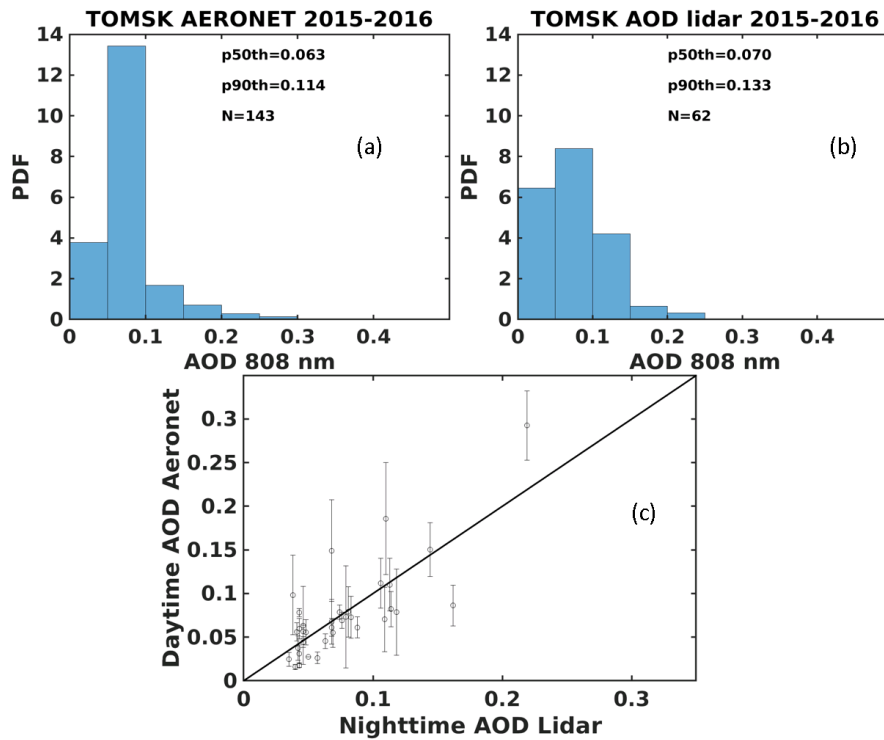 TOMSK AERONET 2015-2016
14
12
10
8
6
4
2
0
PDF
p50th=0.063
p90th=0.114
N=143
(a)
0
0.1
0.2
0.3
0.4
AOD 808 nm
TOMSK AOD lidar 2015-2016
14
12
10
8
6
4
2
0
PDF
p50th=0.070
p90th=0.133
N=62
(b)
0
0.1
0.2
0.3
0.4
AOD 808 nm
0.3
0.25
0.2
0.15
0.1
0.05
0
Daytime AOD Aeronet
(c)
0
0.1
0.2
0.3
Nighttime AOD Lidar